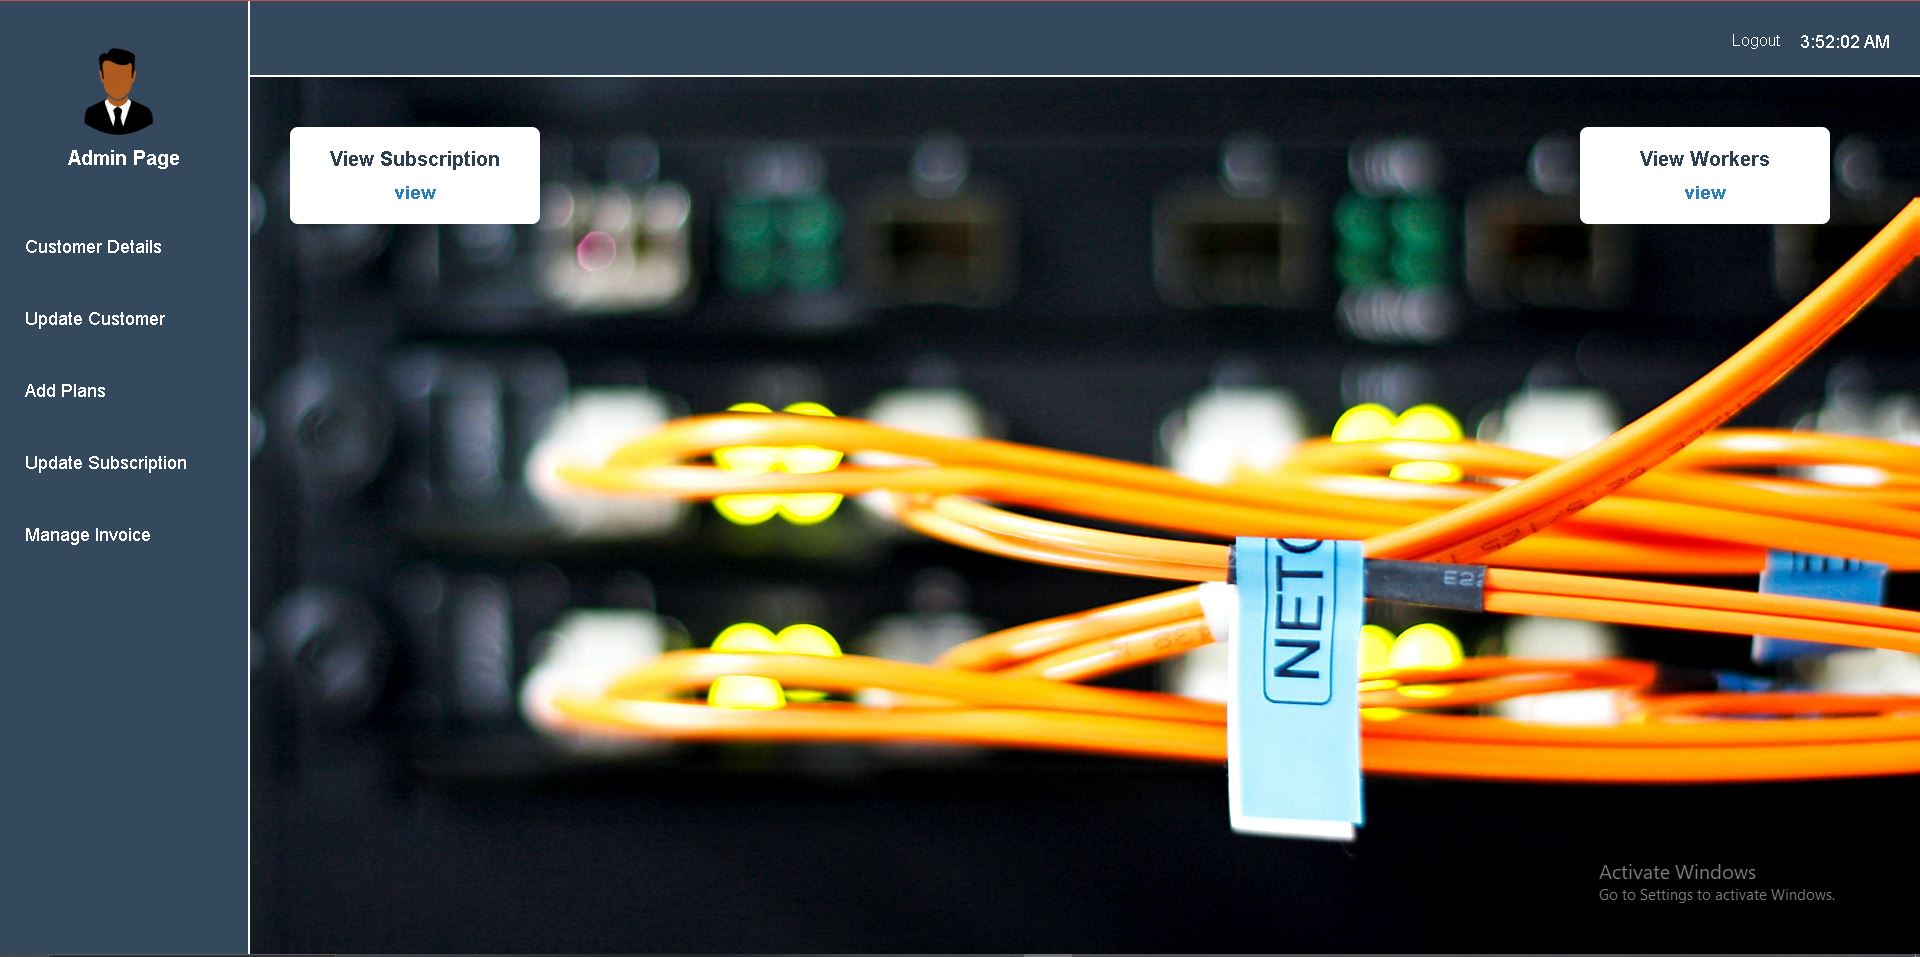 Logout 3:52:02 AM
Admin Page
Customer Details
Update Customer
Add Plans
Update Subscription
Manage Invoice
View Subscription
view
View Workers
view
NETC
E2
Activate Windows
Go to Settings to activate Windows.